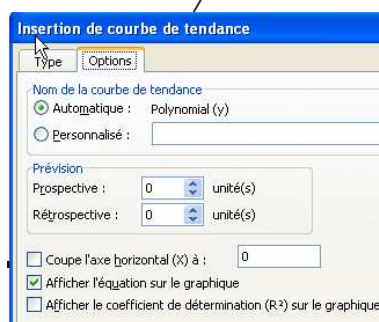 Insertion de courbe de tendance
Type Options
Nom de la courbe de tendance
Automatique : Polynomial (y)
Personnalisé :
Prévision
Prospective : 0 unité(s)
Rétrospective : 0 unité(s)
Coupe l'axe horizontal (X) à : 0
Afficher l'équation sur le graphique
Afficher le coefficient de détermination (R²) sur le graphique